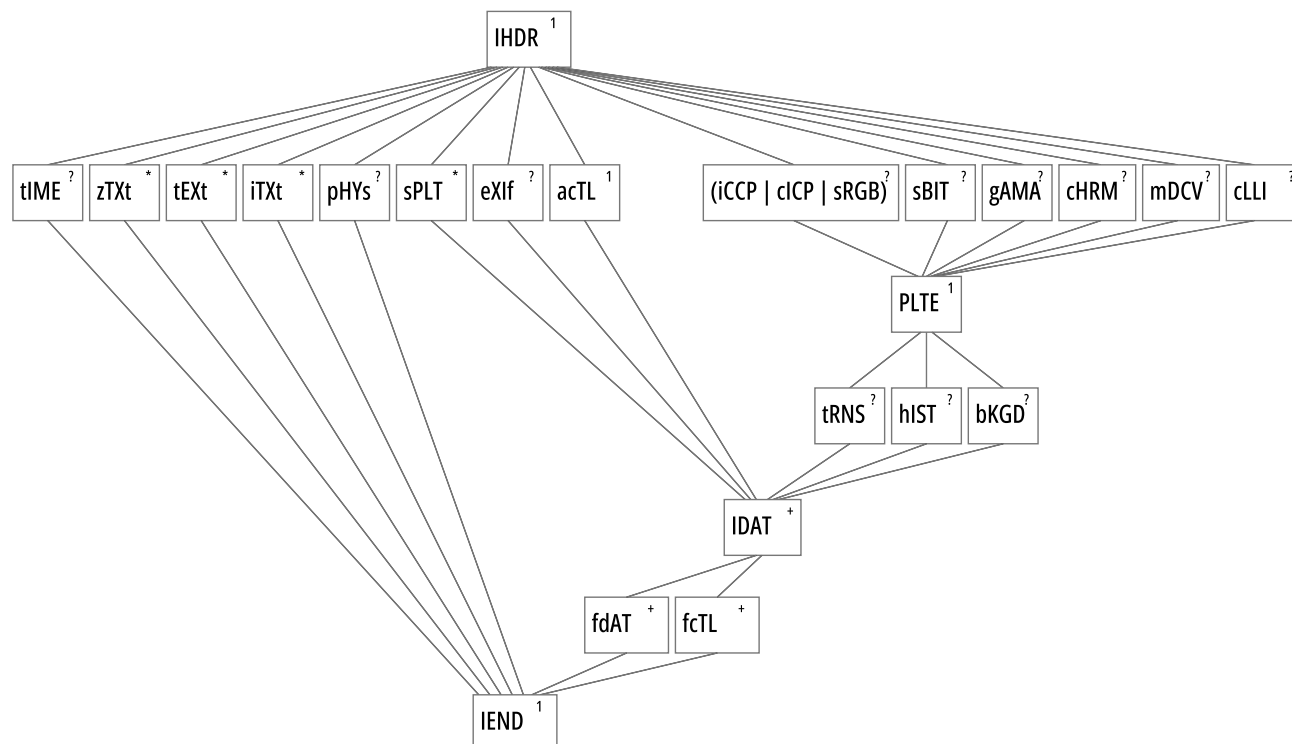 IHDR 1
tIME ? zTXt * tEXt * iTXt * pHYs ? sPLT * eXIf ? acTL 1 (iCCP | cICP | sRGB) ? sBIT ? gAMA ? cHRM ? mDCV ? cLLI ?
PLTE 1
tRNS ? hIST ? bKGD ?
IDAT +
fdAT + fcTL +
IEND 1